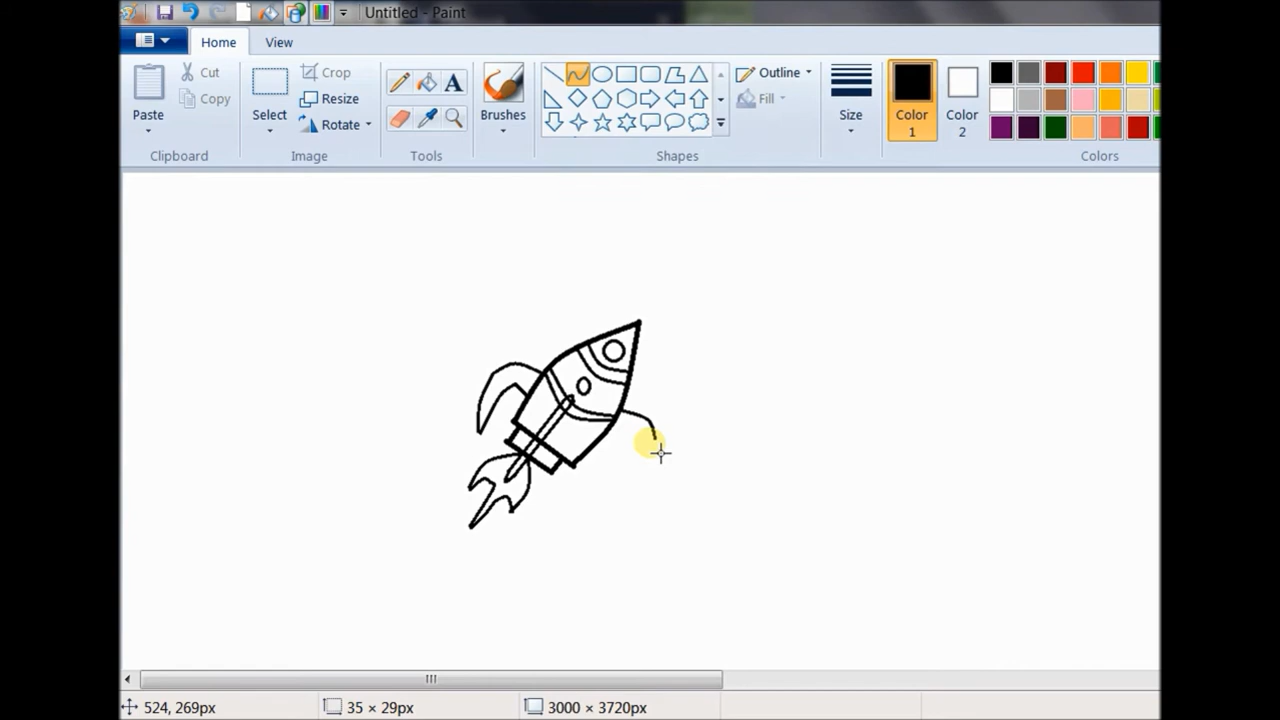 Untitled - Paint
Home View
Paste
Cut
Copy
Clipboard
Select
Crop
Resize
Rotate
Image
A
Tools
Brushes
Outline
Fill
Shapes
Size
Color
1
Color
2
Colors
524, 269px 35 × 29px 3000 × 3720px